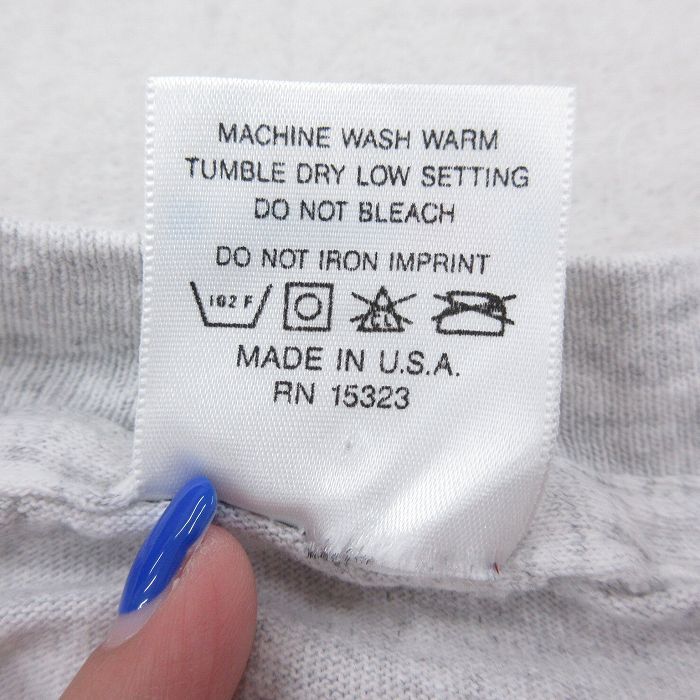 MACHINE WASH WARM
TUMBLE DRY LOW SETTING
DO NOT BLEACH
DO NOT IRON IMPRINT
102 F CL
MADE IN U.S.A.
RN 15323